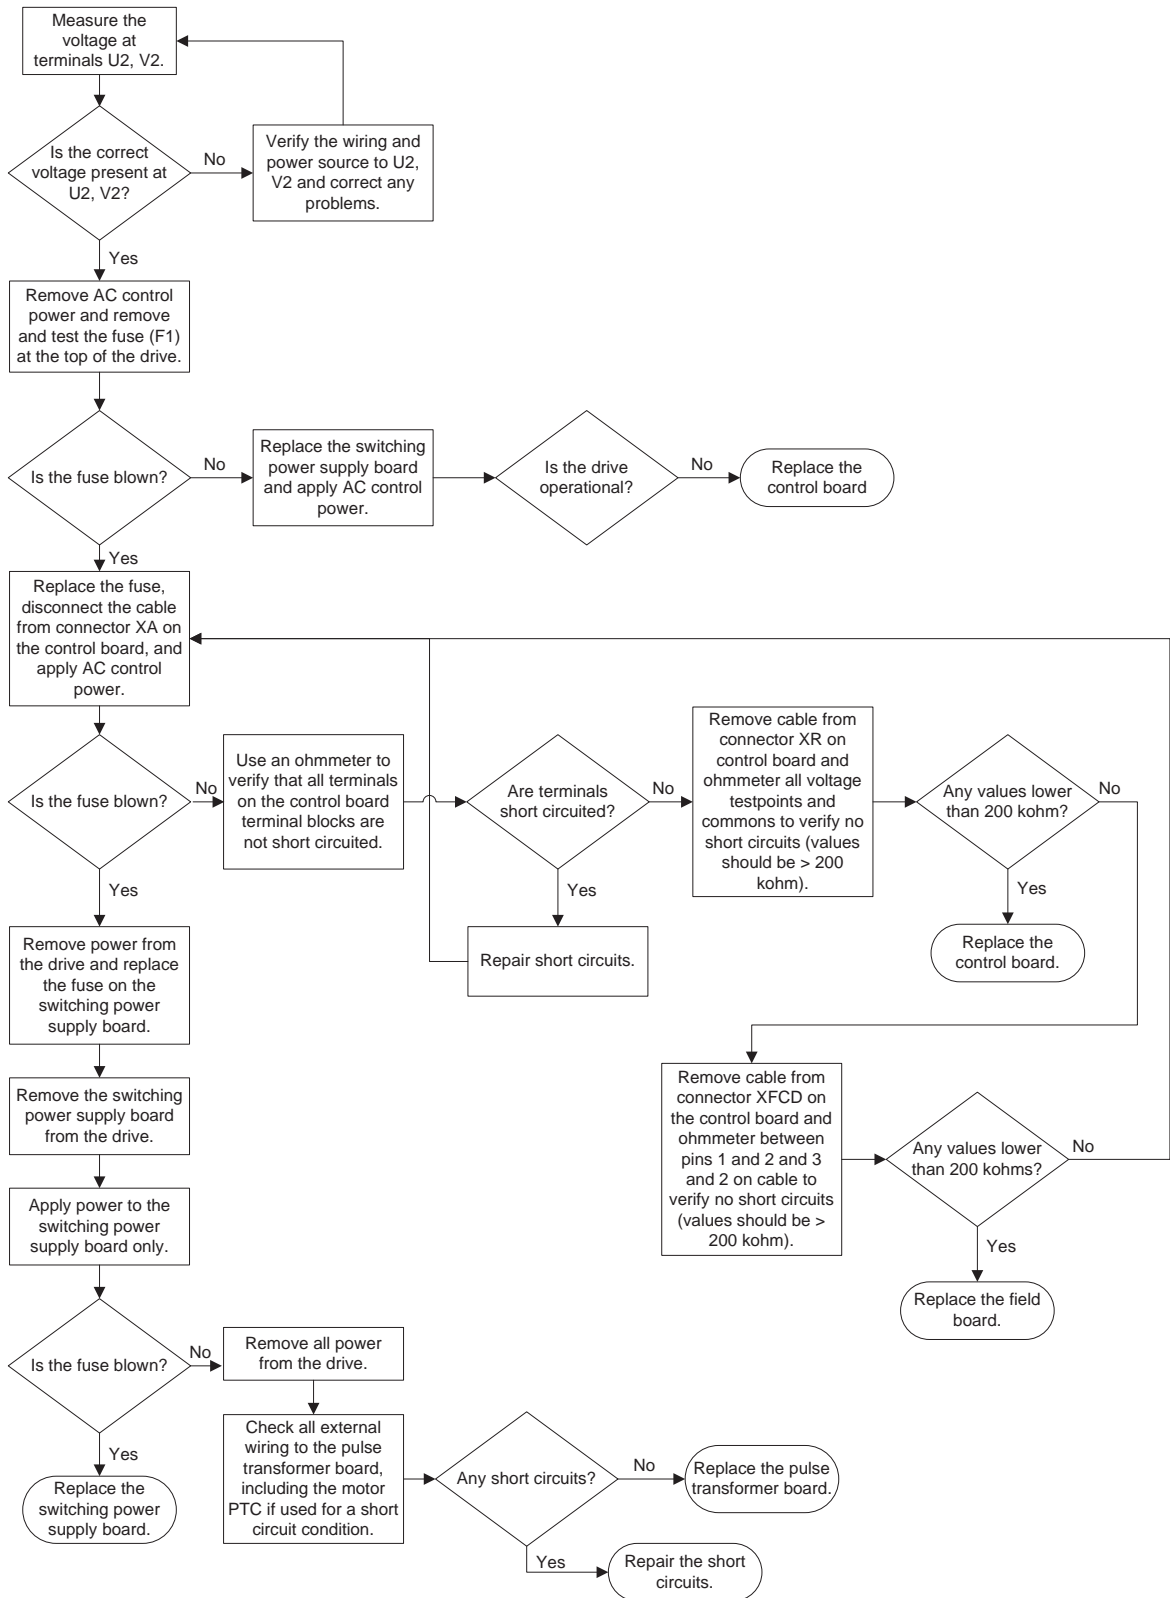 Measure the
voltage at
terminals U2, V2.
Is the correct
voltage present at
U2, V2?
No
Verify the wiring and
power source to U2,
V2 and correct any
problems.
Yes
Remove AC control
power and remove
and test the fuse (F1)
at the top of the drive.
Is the fuse blown?
No
Replace the switching
power supply board
and apply AC control
power.
Is the drive
operational?
No
Replace the
control board
Yes
Replace the fuse,
disconnect the cable
from connector XA on
the control board, and
apply AC control
power.
Is the fuse blown?
No
Use an ohmmeter to
verify that all terminals
on the control board
terminal blocks are
not short circuited.
Are terminals
short circuited?
No
Remove cable from
connector XR on
control board and
ohmmeter all voltage
testpoints and
commons to verify no
short circuits (values
should be > 200
kohm).
Any values lower
than 200 kohm?
No
Yes
Replace the
control board.
Yes
Repair short circuits.
Yes
Remove power from
the drive and replace
the fuse on the
switching power
supply board.
Remove cable from
connector XFCD on
the control board and
ohmmeter between
pins 1 and 2 and 3
and 2 on cable to
verify no short circuits
(values should be >
200 kohm).
Any values lower
than 200 kohms?
No
Yes
Replace the field
board.
Remove the switching
power supply board
from the drive.
Apply power to the
switching power
supply board only.
Is the fuse blown?
No
Remove all power
from the drive.
Check all external
wiring to the pulse
transformer board,
including the motor
PTC if used for a short
circuit condition.
Any short circuits?
No
Replace the pulse
transformer board.
Yes
Repair the short
circuits.
Yes
Replace the
switching power
supply board.